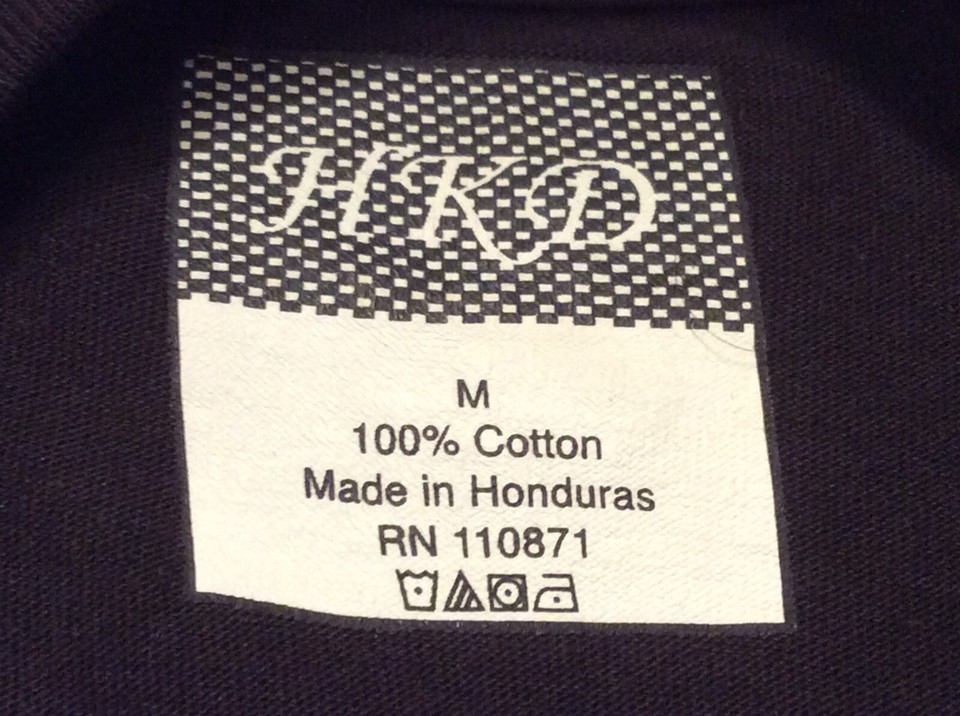 HKD
M
100% Cotton
Made in Honduras
RN 110871